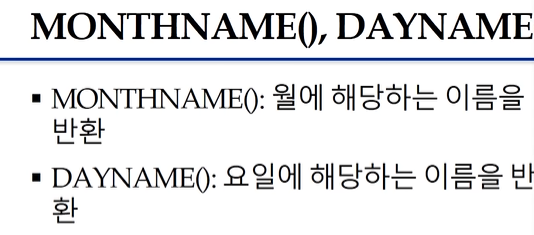 MONTHNAME(), DAYNAME
▪ MONTHNAME(): 월에 해당하는 이름을
반환
▪ DAYNAME(): 요일에 해당하는 이름을 반
환